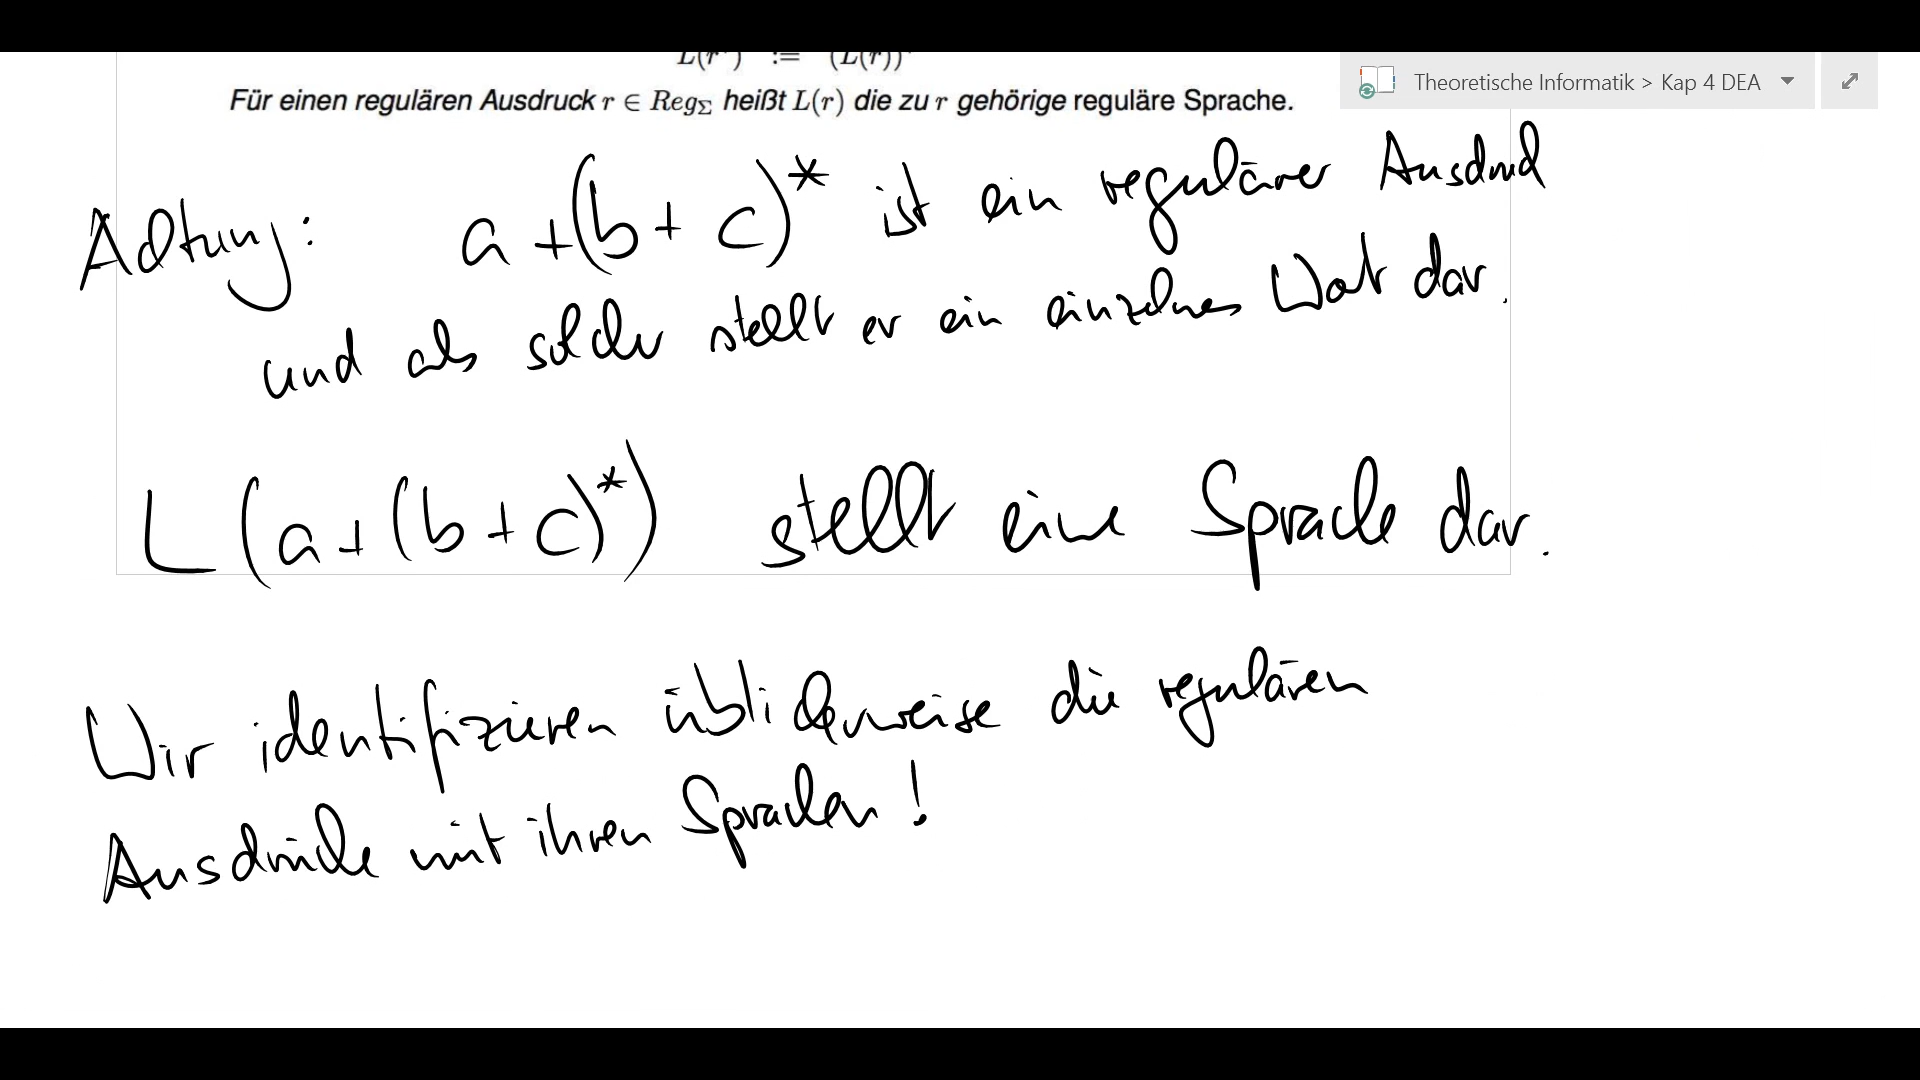 L(r*) := (L(r))*
Theoretische Informatik > Kap 4 DEA
Für einen regulären Ausdruck r ∈ Reg_Σ heißt L(r) die zu r gehörige reguläre Sprache.
Achtung: a + (b + c)* ist ein regulärer Ausdruck
und als solcher stellt er ein einzelnes Wort dar.
L (a + (b + c)*) stellt eine Sprache dar.
Wir identifizieren üblicherweise die regulären
Ausdrücke mit ihren Sprachen!